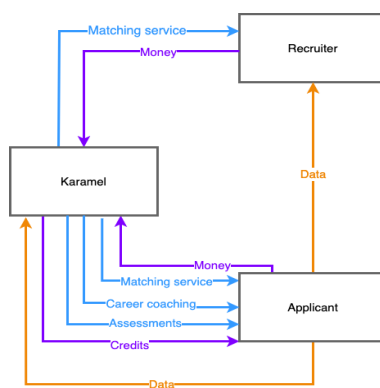 Matching service
Recruiter
Money
Data
Karamel
Money
Matching service
Career coaching
Applicant
Assessments
Credits
Data